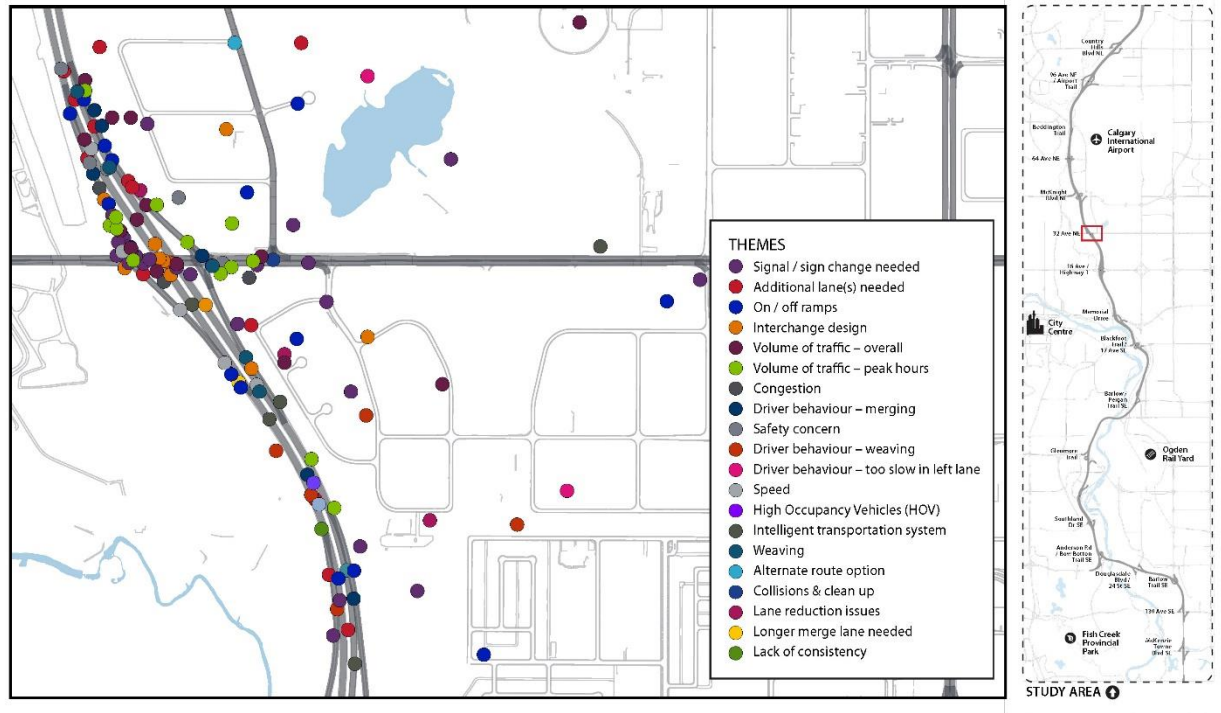 THEMES
Signal / sign change needed
Additional lane(s) needed
On / off ramps
Interchange design
Volume of traffic – overall
Volume of traffic – peak hours
Congestion
Driver behaviour – merging
Safety concern
Driver behaviour – weaving
Driver behaviour – too slow in left lane
Speed
High Occupancy Vehicles (HOV)
Intelligent transportation system
Weaving
Alternate route option
Collisions & clean up
Lane reduction issues
Longer merge lane needed
Lack of consistency
Country
Hills
Blvd NE
96 Ave NE
/ Airport
Trail
Beddington
Trail
Calgary
International
Airport
64 Ave NE
McKnight
Blvd NE
32 Ave NE
16 Ave /
Highway 1
Memorial
Drive
City
Centre
Blackfoot
Trail /
17 Ave SE
Barlow /
Peigan
Trail SE
Glenmore
Trail
Ogden
Rail Yard
Southland
Dr SE
Anderson Rd
/ Bow Bottom
Trail SE
Douglasdale
Blvd /
24 St SE
Barlow
Trail SE
130 Ave SE
Fish Creek
Provincial
Park
McKenzie
Towne
Blvd SE
STUDY AREA